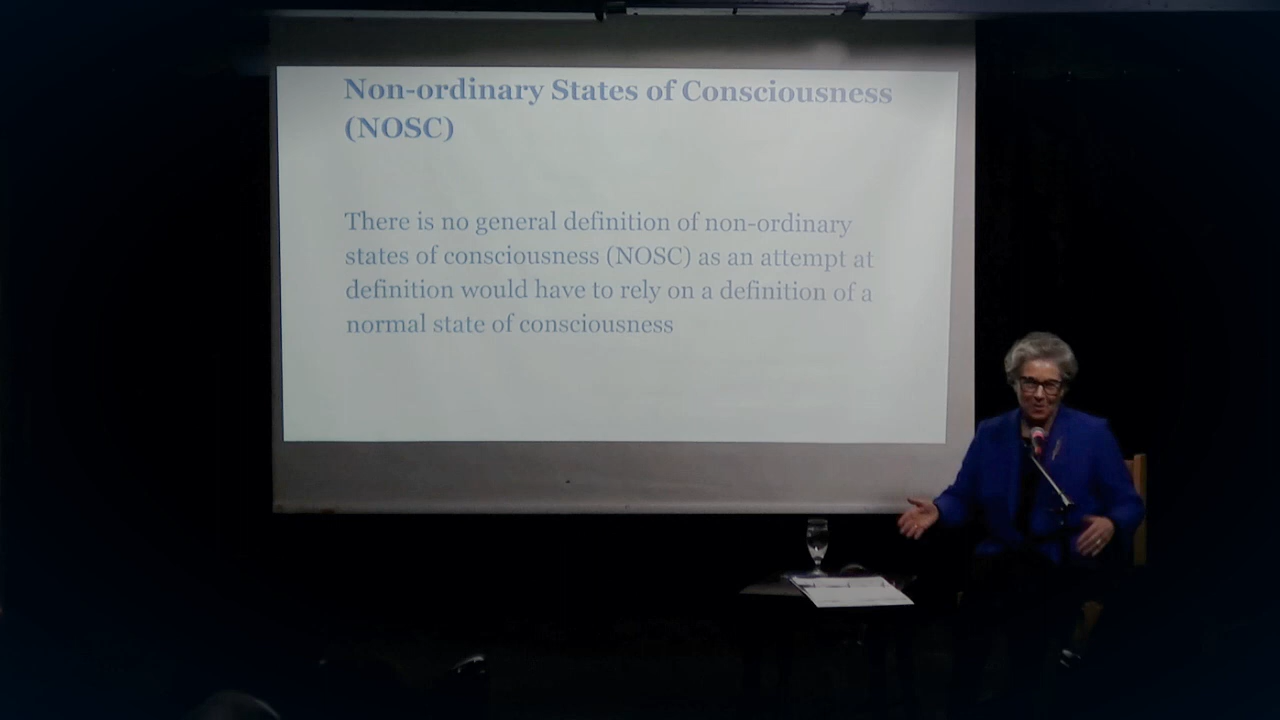 Non-ordinary States of Consciousness
(NOSC)
There is no general definition of non-ordinary
states of consciousness (NOSC) as an attempt at
definition would have to rely on a definition of a
normal state of consciousness